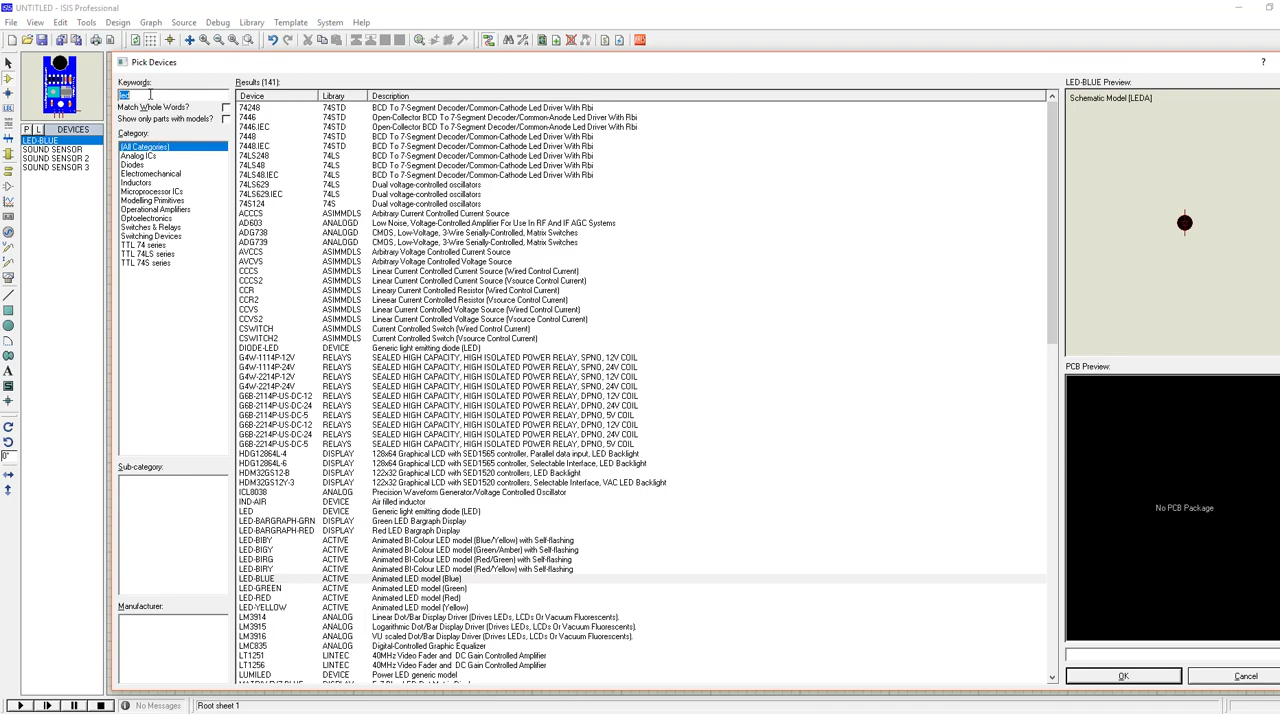 UNTITLED - ISIS Professional
File View Edit Tools Design Graph Source Debug Library Template System Help
Pick Devices ?
Keywords:
led
Match Whole Words?
Show only parts with models?
Category:
(All Categories)
Analog ICs
Diodes
Electromechanical
Inductors
Microprocessor ICs
Modelling Primitives
Operational Amplifiers
Optoelectronics
Switches & Relays
Switching Devices
TTL 74 series
TTL 74LS series
TTL 74S series
Sub-category:
Manufacturer:
P L DEVICES
LED-BLUE
SOUND SENSOR
SOUND SENSOR 2
SOUND SENSOR 3
Results (141):
Device Library Description
74248 74STD BCD To 7-Segment Decoder/Common-Cathode Led Driver With Rbi
7446 74STD Open-Collector BCD To 7-Segment Decoder/Common-Anode Led Driver With Rbi
7446.IEC 74STD Open-Collector BCD To 7-Segment Decoder/Common-Anode Led Driver With Rbi
7448 74STD BCD To 7-Segment Decoder/Common-Cathode Led Driver With Rbi
7448.IEC 74STD BCD To 7-Segment Decoder/Common-Cathode Led Driver With Rbi
74LS248 74LS BCD To 7-Segment Decoder/Common-Cathode Led Driver With Rbi
74LS48 74LS BCD To 7-Segment Decoder/Common-Cathode Led Driver With Rbi
74LS48.IEC 74LS BCD To 7-Segment Decoder/Common-Cathode Led Driver With Rbi
74LS629 74LS Dual voltage-controlled oscillators
74LS629.IEC 74LS Dual voltage-controlled oscillators
74S124 74S Dual voltage-controlled oscillators
ACCCS ASIMMDLS Arbitrary Current Controlled Current Source
AD603 ANALOGD Low Noise, Voltage-Controlled Amplifier For Use In RF And IF AGC Systems
ADG738 ANALOGD CMOS, Low-Voltage, 3-Wire Serially-Controlled, Matrix Switches
ADG739 ANALOGD CMOS, Low-Voltage, 3-Wire Serially-Controlled, Matrix Switches
AVCCS ASIMMDLS Arbitrary Voltage Controlled Current Source
AVCVS ASIMMDLS Arbitrary Voltage Controlled Voltage Source
CCCS ASIMMDLS Linear Current Controlled Current Source (Wired Control Current)
CCCS2 ASIMMDLS Linear Current Controlled Current Source (Vsource Control Current)
CCR ASIMMDLS Lineary Current Controlled Resistor (Wired Control Current)
CCR2 ASIMMDLS Lineear Current Controlled Resistor (Vsource Control Current)
CCVS ASIMMDLS Linear Current Controlled Voltage Source (Wired Control Current)
CCVS2 ASIMMDLS Linear Current Controlled Voltage Source (Vsource Control Current)
CSWITCH ASIMMDLS Current Controlled Switch (Wired Control Current)
CSWITCH2 ASIMMDLS Current Controlled Switch (Vsource Control Current)
DIODE-LED DEVICE Generic light emitting diode (LED)
G4W-1114P-12V RELAYS SEALED HIGH CAPACITY, HIGH ISOLATED POWER RELAY, SPNO, 12V COIL
G4W-1114P-24V RELAYS SEALED HIGH CAPACITY, HIGH ISOLATED POWER RELAY, SPNO, 24V COIL
G4W-2214P-12V RELAYS SEALED HIGH CAPACITY, HIGH ISOLATED POWER RELAY, SPNO, 12V COIL
G4W-2214P-24V RELAYS SEALED HIGH CAPACITY, HIGH ISOLATED POWER RELAY, SPNO, 24V COIL
G6B-2114P-US-DC-12 RELAYS SEALED HIGH CAPACITY, HIGH ISOLATED POWER RELAY, DPNO, 12V COIL
G6B-2114P-US-DC-24 RELAYS SEALED HIGH CAPACITY, HIGH ISOLATED POWER RELAY, DPNO, 24V COIL
G6B-2114P-US-DC-5 RELAYS SEALED HIGH CAPACITY, HIGH ISOLATED POWER RELAY, DPNO, 5V COIL
G6B-2214P-US-DC-12 RELAYS SEALED HIGH CAPACITY, HIGH ISOLATED POWER RELAY, DPNO, 12V COIL
G6B-2214P-US-DC-24 RELAYS SEALED HIGH CAPACITY, HIGH ISOLATED POWER RELAY, DPNO, 24V COIL
G6B-2214P-US-DC-5 RELAYS SEALED HIGH CAPACITY, HIGH ISOLATED POWER RELAY, DPNO, 5V COIL
HDG12864L-4 DISPLAY 128x64 Graphical LCD with SED1565 controller, Parallel data input, LED Backlight
HDG12864L-6 DISPLAY 128x64 Graphical LCD with SED1565 controller, Selectable Interface, LED Backlight
HDM32GS12-B DISPLAY 122x32 Graphical LCD with SED1520 controllers, LED Backlight
HDM32GS12Y-3 DISPLAY 122x32 Graphical LCD with SED1520 controllers, Selectable Interface, VAC LED Backlight
ICL8038 ANALOG Precision Waveform Generator/Voltage Controlled Oscillator
IND-AIR DEVICE Air filled inductor
LED DEVICE Generic light emitting diode (LED)
LED-BARGRAPH-GRN DISPLAY Green LED Bargraph Display
LED-BARGRAPH-RED DISPLAY Red LED Bargraph Display
LED-BIBY ACTIVE Animated BI-Colour LED model (Blue/Yellow) with Self-flashing
LED-BIGY ACTIVE Animated BI-Colour LED model (Green/Amber) with Self-flashing
LED-BIRG ACTIVE Animated BI-Colour LED model (Red/Green) with Self-flashing
LED-BIRY ACTIVE Animated BI-Colour LED model (Red/Yellow) with Self-flashing
LED-BLUE ACTIVE Animated LED model (Blue)
LED-GREEN ACTIVE Animated LED model (Green)
LED-RED ACTIVE Animated LED model (Red)
LED-YELLOW ACTIVE Animated LED model (Yellow)
LM3914 ANALOG Linear Dot/Bar Display Driver (Drives LEDs, LCDs Or Vacuum Fluorescents).
LM3915 ANALOG Logarithmic Dot/Bar Display Driver (Drives LEDs, LCDs Or Vacuum Fluorescents).
LM3916 ANALOG VU scaled Dot/Bar Display Driver (Drives LEDs, LCDs Or Vacuum Fluorescents).
LMC835 ANALOG Digital-Controlled Graphic Equalizer
LT1251 LINTEC 40MHz Video Fader and DC Gain Controlled Amplifier
LT1256 LINTEC 40MHz Video Fader and DC Gain Controlled Amplifier
LUMILED DEVICE Power LED generic model
LED-BLUE Preview:
Schematic Model [LEDA]
PCB Preview:
No PCB Package
OK Cancel
No Messages Root sheet 1